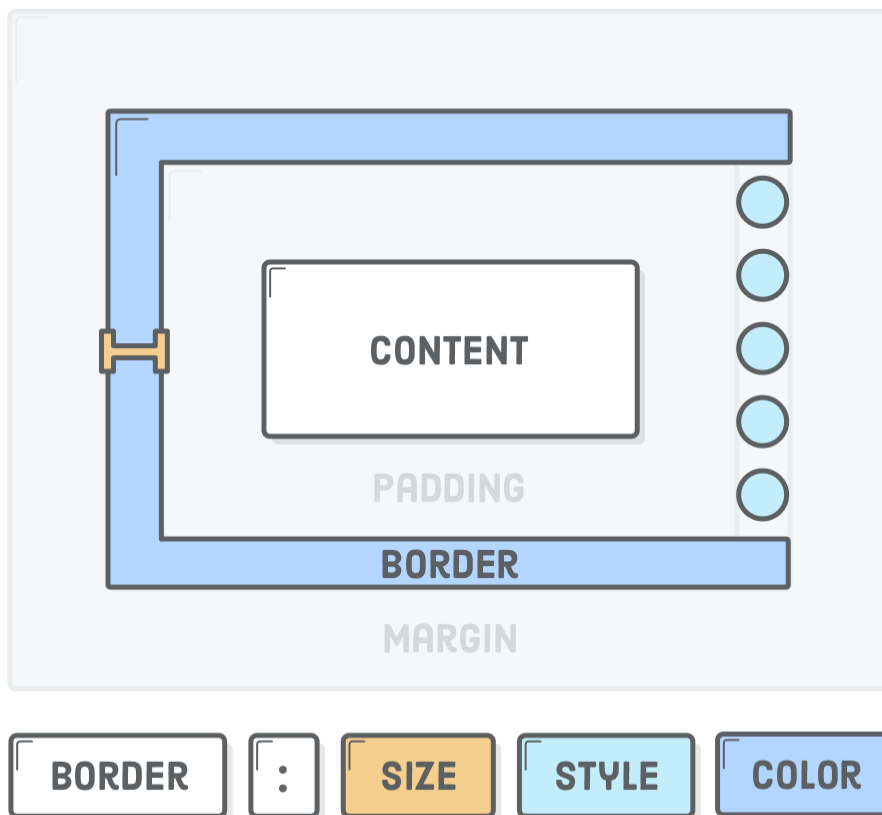 CONTENT
PADDING
BORDER
MARGIN
BORDER : SIZE STYLE COLOR